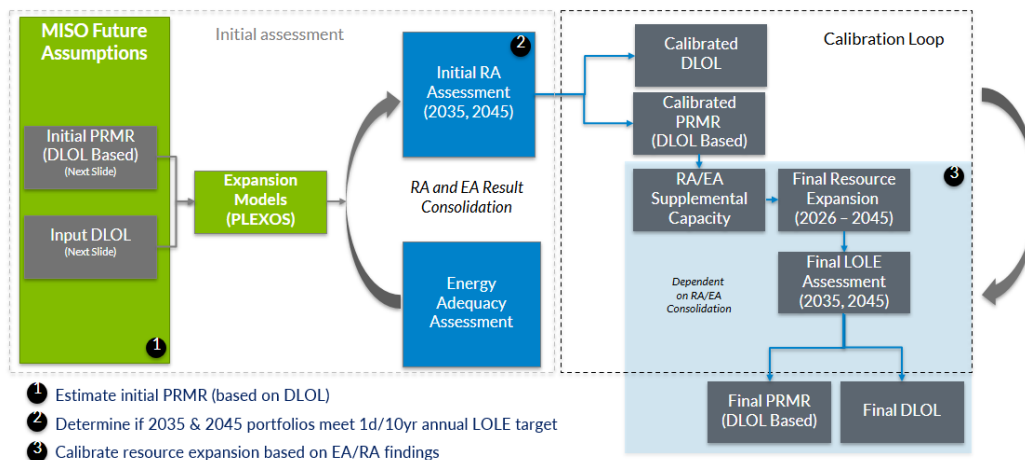 MISO Future
Assumptions
Initial PRMR
(DLOL Based)
(Next Slide)
Input DLOL
(Next Slide)
1
Initial assessment
Expansion
Models
(PLEXOS)
2
Initial RA
Assessment
(2035, 2045)
RA and EA Result
Consolidation
Energy
Adequacy
Assessment
Calibration Loop
Calibrated
DLOL
Calibrated
PRMR
(DLOL Based)
3
RA/EA
Supplemental
Capacity
Final Resource
Expansion
(2026 – 2045)
Final LOLE
Assessment
(2035, 2045)
Dependent
on RA/EA
Consolidation
Final PRMR
(DLOL Based)
Final DLOL
1 Estimate initial PRMR (based on DLOL)
2 Determine if 2035 & 2045 portfolios meet 1d/10yr annual LOLE target
3 Calibrate resource expansion based on EA/RA findings